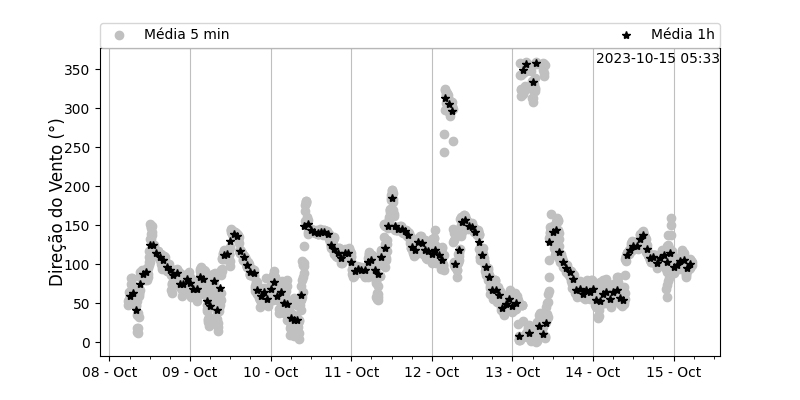 Média 5 min
Média 1h
2023-10-15 05:33
Direção do Vento (°)
350
300
250
200
150
100
50
0
08 - Oct
09 - Oct
10 - Oct
11 - Oct
12 - Oct
13 - Oct
14 - Oct
15 - Oct